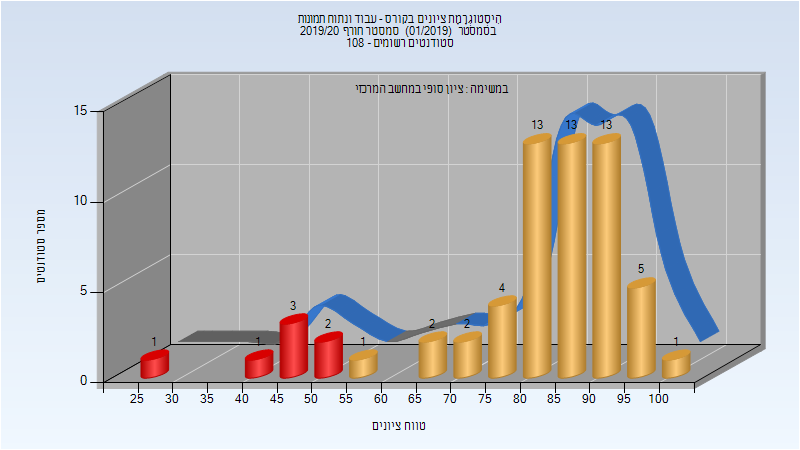 היסטוגרמת ציונים בקורס - עבוד ונתוח תמונות
בסמסטר (01/2019) סמסטר חורף 2019/20
סטודנטים רשומים - 108
במשימה : ציון סופי במחשב המרכזי
מספר סטודנטים
15
10
5
0
1
1
3
2
1
2
2
4
13
13
13
5
1
25 30 35 40 45 50 55 60 65 70 75 80 85 90 95 100
טווח ציונים